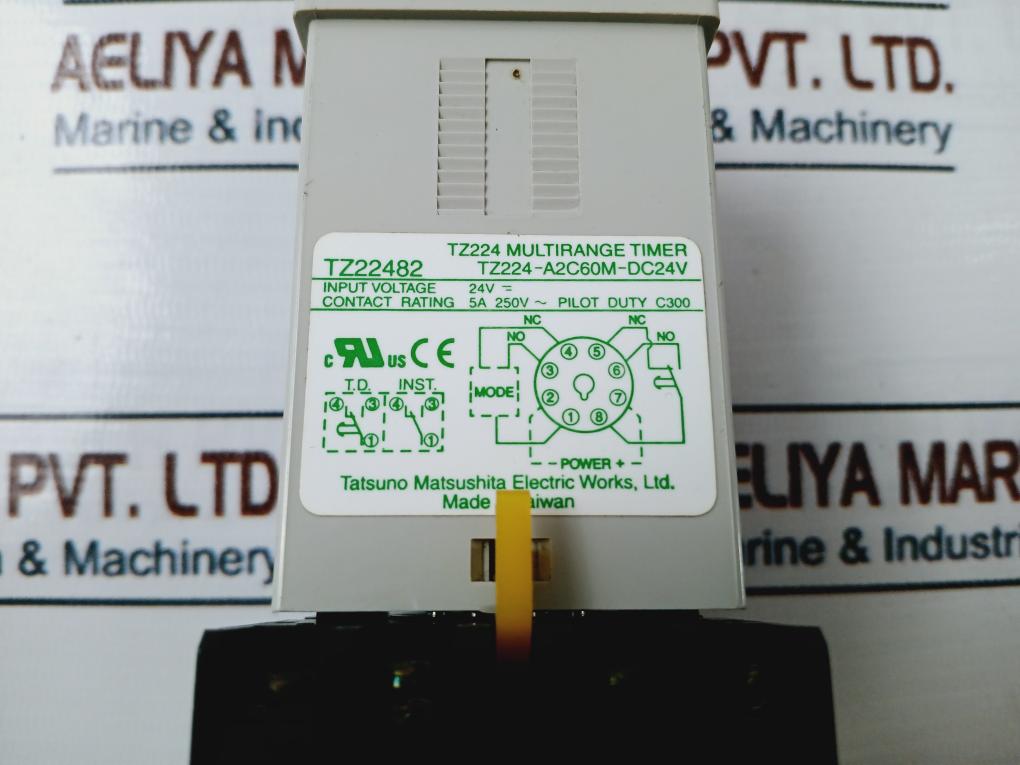 AELIYA M PVT. LTD.
Marine & Ind & Machinery
TZ224 MULTIRANGE TIMER
TZ22482 TZ224-A2C60M-DC24V
INPUT VOLTAGE 24V ⎓
CONTACT RATING 5A 250V ~ PILOT DUTY C300
c RU US CE
T.D. INST.
④ ③ ④ ③
① ①
NC NC
NO NO
④ ⑤
③ ⑥
MODE
② ⑦
① ⑧
- POWER +
Tatsuno Matsushita Electric Works, Ltd.
Made aiwan
PVT. LTD ELIYA MAR
& Machinery rine & Industri